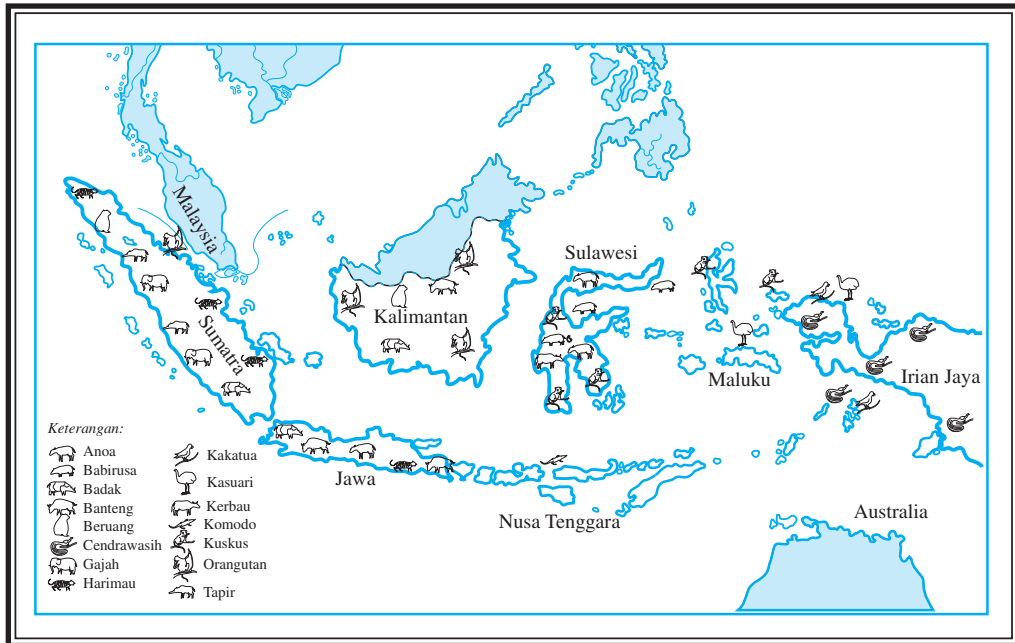 Malaysia
Sumatra
Kalimantan
Sulawesi
Maluku
Irian Jaya
Jawa
Nusa Tenggara
Australia
Keterangan:
Anoa
Babirusa
Badak
Banteng
Beruang
Cendrawasih
Gajah
Harimau
Kakatua
Kasuari
Kerbau
Komodo
Kuskus
Orangutan
Tapir